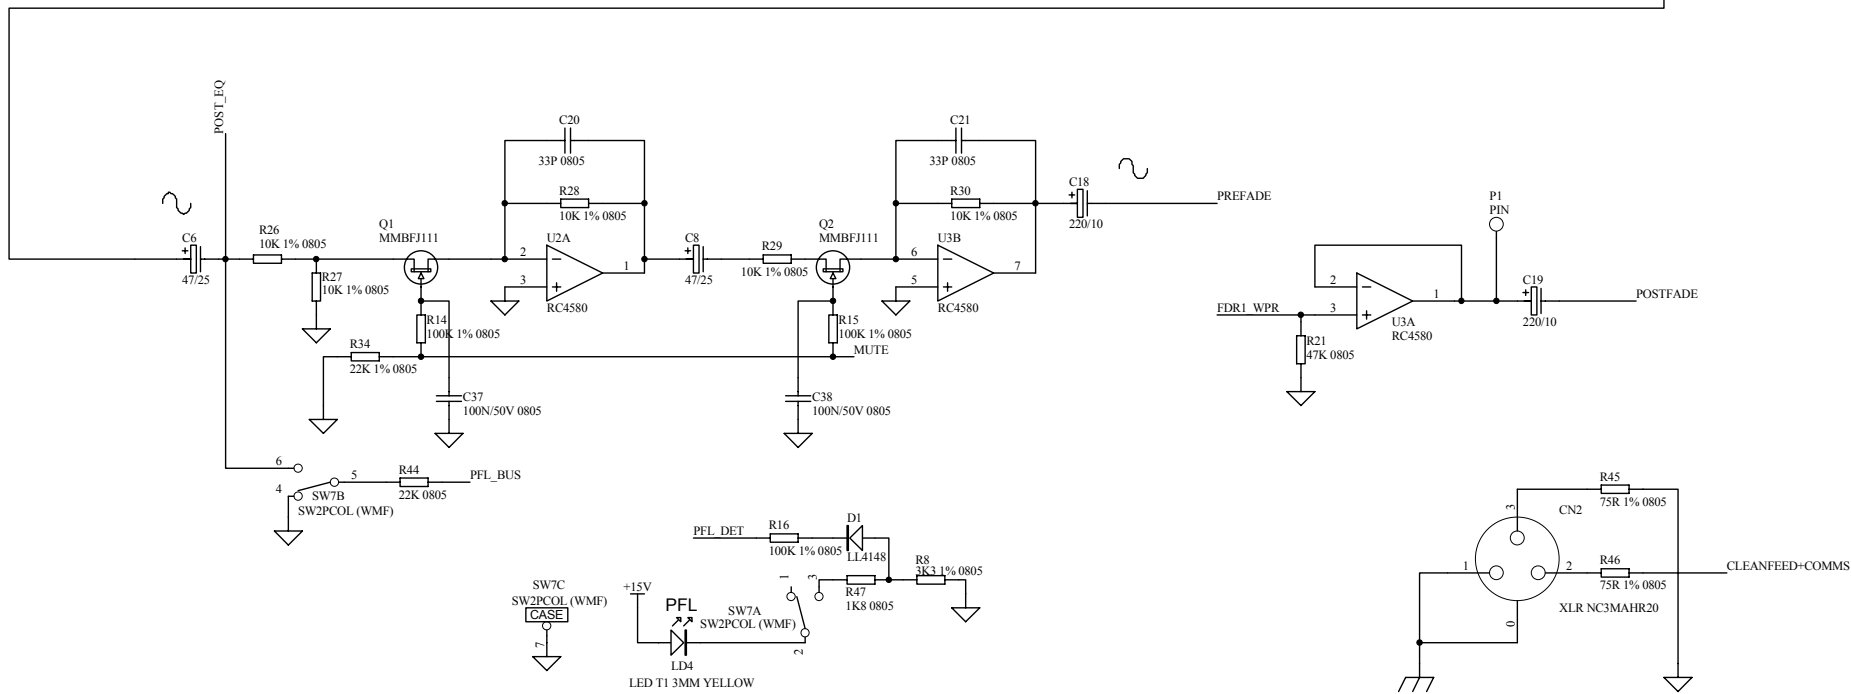 POST_EQ
C6
47/25
+
R26
10K 1% 0805
R27
10K 1% 0805
Q1
MMBFJ111
R14
100K 1% 0805
R34
22K 1% 0805
C37
100N/50V 0805
C20
33P 0805
R28
10K 1% 0805
U2A
2
3
1
RC4580
C8
+
47/25
R29
10K 1% 0805
Q2
MMBFJ111
R15
100K 1% 0805
MUTE
C38
100N/50V 0805
C21
33P 0805
R30
10K 1% 0805
U3B
6
5
7
RC4580
C18
+
220/10
PREFADE
P1
PIN
FDR1_WPR
R21
47K 0805
2
3
1
U3A
RC4580
C19
+
220/10
POSTFADE
6
4
5
SW7B
SW2PCOL (WMF)
R44
22K 0805
PFL_BUS
PFL_DET
R16
100K 1% 0805
D1
LL4148
R8
3K3 1% 0805
R47
1K8 0805
1
3
2
SW7A
SW2PCOL (WMF)
SW7C
SW2PCOL (WMF)
CASE
7
+15V
PFL
LD4
LED T1 3MM YELLOW
R45
75R 1% 0805
CN2
3
1
2
0
R46
75R 1% 0805
CLEANFEED+COMMS
XLR NC3MAHR20